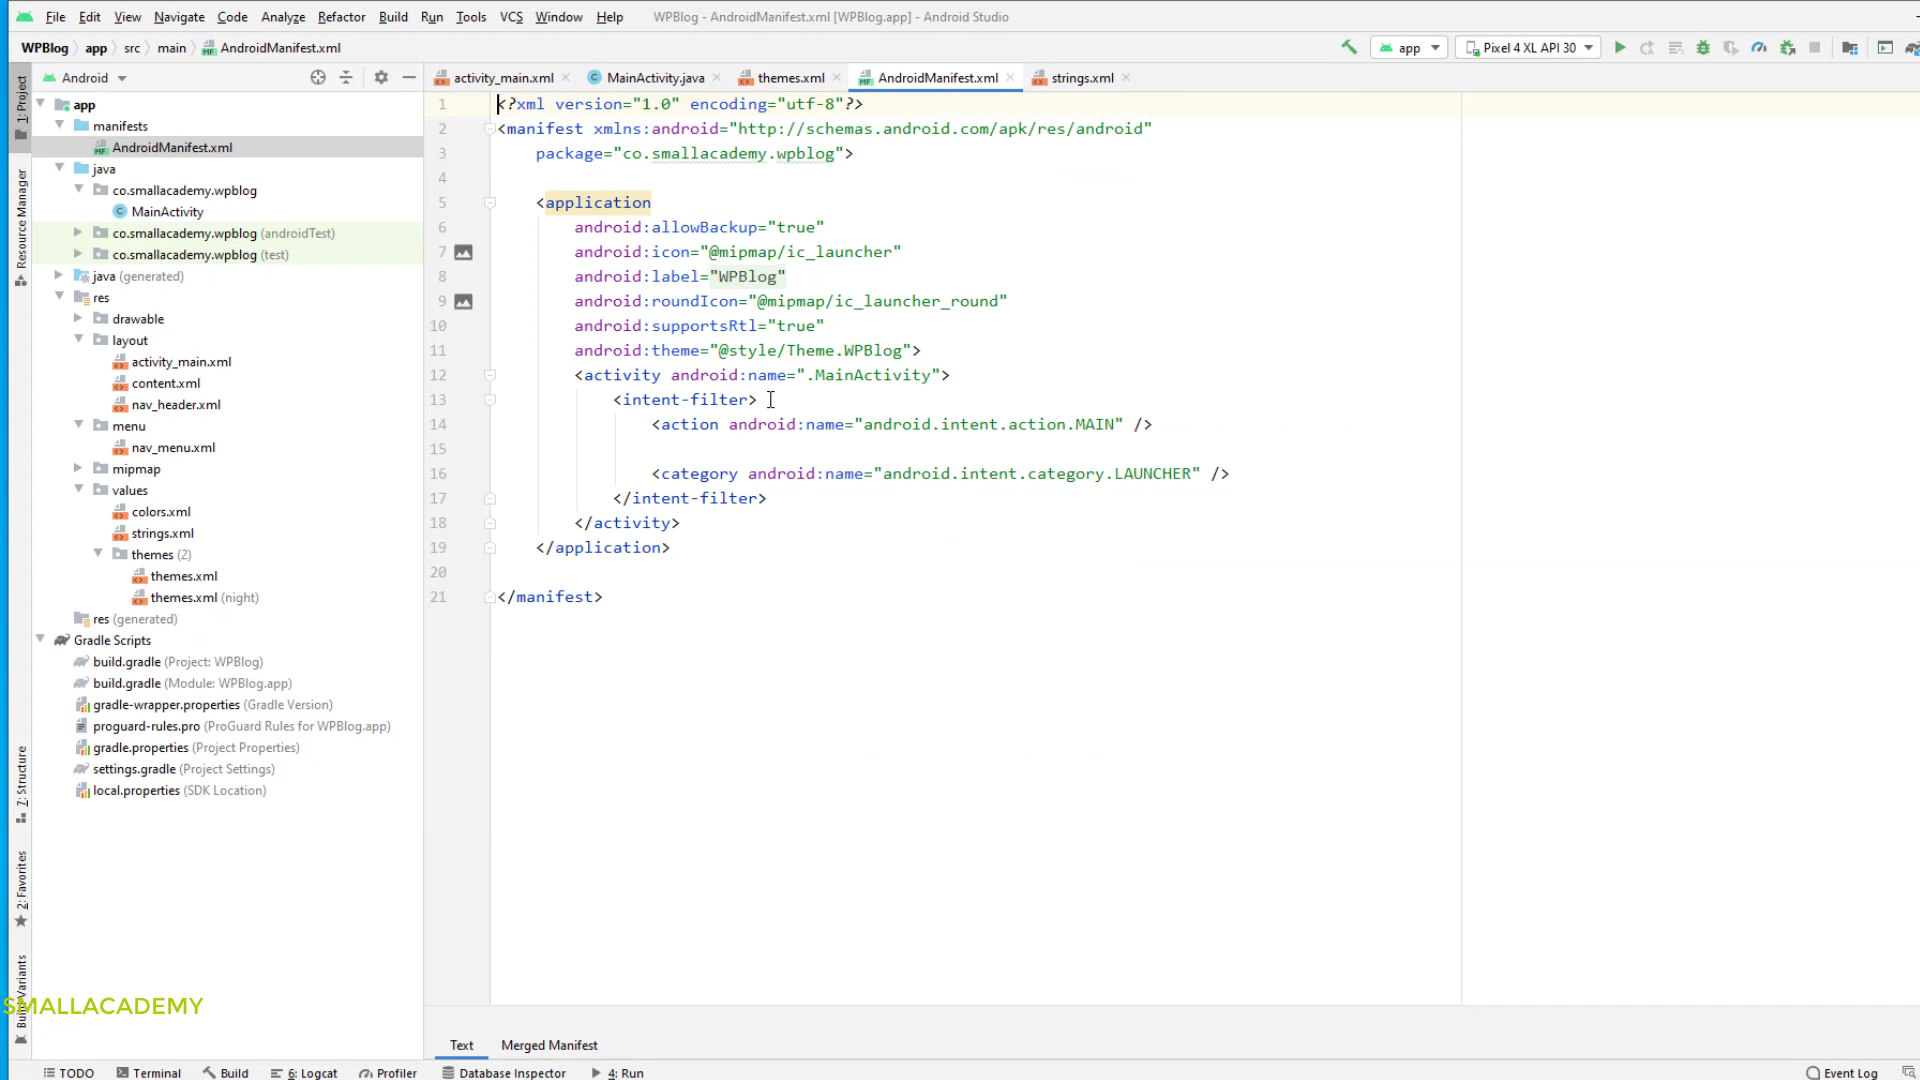 File Edit View Navigate Code Analyze Refactor Build Run Tools VCS Window Help WPBlog - AndroidManifest.xml [WPBlog.app] - Android Studio
WPBlog app src main AndroidManifest.xml app Pixel 4 XL API 30
Android activity_main.xml MainActivity.java themes.xml AndroidManifest.xml strings.xml
1: Project
Resource Manager
7: Structure
2: Favorites
app
manifests
AndroidManifest.xml
java
co.smallacademy.wpblog
MainActivity
co.smallacademy.wpblog (androidTest)
co.smallacademy.wpblog (test)
java (generated)
res
drawable
layout
activity_main.xml
content.xml
nav_header.xml
menu
nav_menu.xml
mipmap
values
colors.xml
strings.xml
themes (2)
themes.xml
themes.xml (night)
res (generated)
Gradle Scripts
build.gradle (Project: WPBlog)
build.gradle (Module: WPBlog.app)
gradle-wrapper.properties (Gradle Version)
proguard-rules.pro (ProGuard Rules for WPBlog.app)
gradle.properties (Project Properties)
settings.gradle (Project Settings)
local.properties (SDK Location)
1 <?xml version="1.0" encoding="utf-8"?>
2 <manifest xmlns:android="http://schemas.android.com/apk/res/android"
3 package="co.smallacademy.wpblog">
4
5 <application
6 android:allowBackup="true"
7 android:icon="@mipmap/ic_launcher"
8 android:label="WPBlog"
9 android:roundIcon="@mipmap/ic_launcher_round"
10 android:supportsRtl="true"
11 android:theme="@style/Theme.WPBlog">
12 <activity android:name=".MainActivity">
13 <intent-filter>
14 <action android:name="android.intent.action.MAIN" />
15
16 <category android:name="android.intent.category.LAUNCHER" />
17 </intent-filter>
18 </activity>
19 </application>
20
21 </manifest>
SMALLACADEMY
Text Merged Manifest
TODO Terminal Build 6: Logcat Profiler Database Inspector 4: Run Event Log